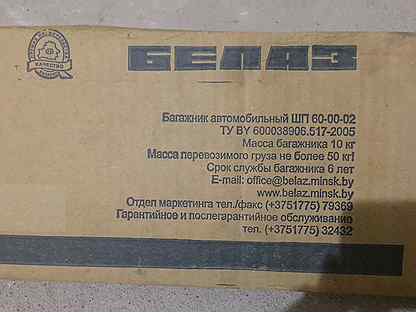 КАЧЕСТВО
БЕЛАЗ
Багажник автомобильный ШП 60-00-02
ТУ BY 600038906.517-2005
Масса багажника 10 кг
Масса перевозимого груза не более 50 кг!
Срок службы багажника 6 лет
E-mail: office@belaz.minsk.by
www.belaz.minsk.by
Отдел маркетинга тел./факс (+3751775) 79369
Гарантийное и послегарантийное обслуживание
тел. (+3751775) 32432